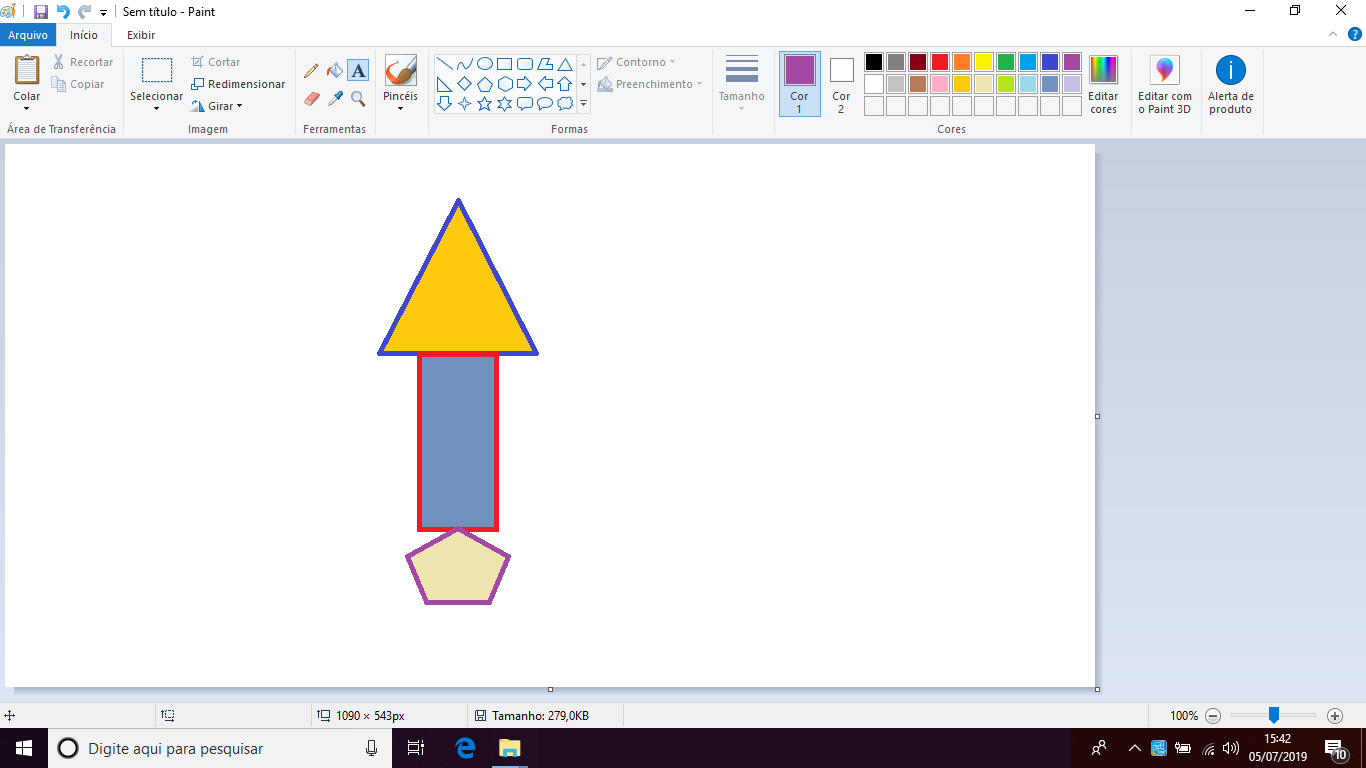 Sem título - Paint
Arquivo
Início
Exibir
Colar
Recortar
Copiar
Área de Transferência
Selecionar
Cortar
Redimensionar
Girar
Imagem
A
Ferramentas
Pincéis
Contorno
Preenchimento
Formas
Tamanho
Cor
1
Cor
2
Editar
cores
Cores
Editar com
o Paint 3D
Alerta de
produto
1090 × 543px
Tamanho: 279,0KB
100%
Digite aqui para pesquisar
15:42
05/07/2019
10